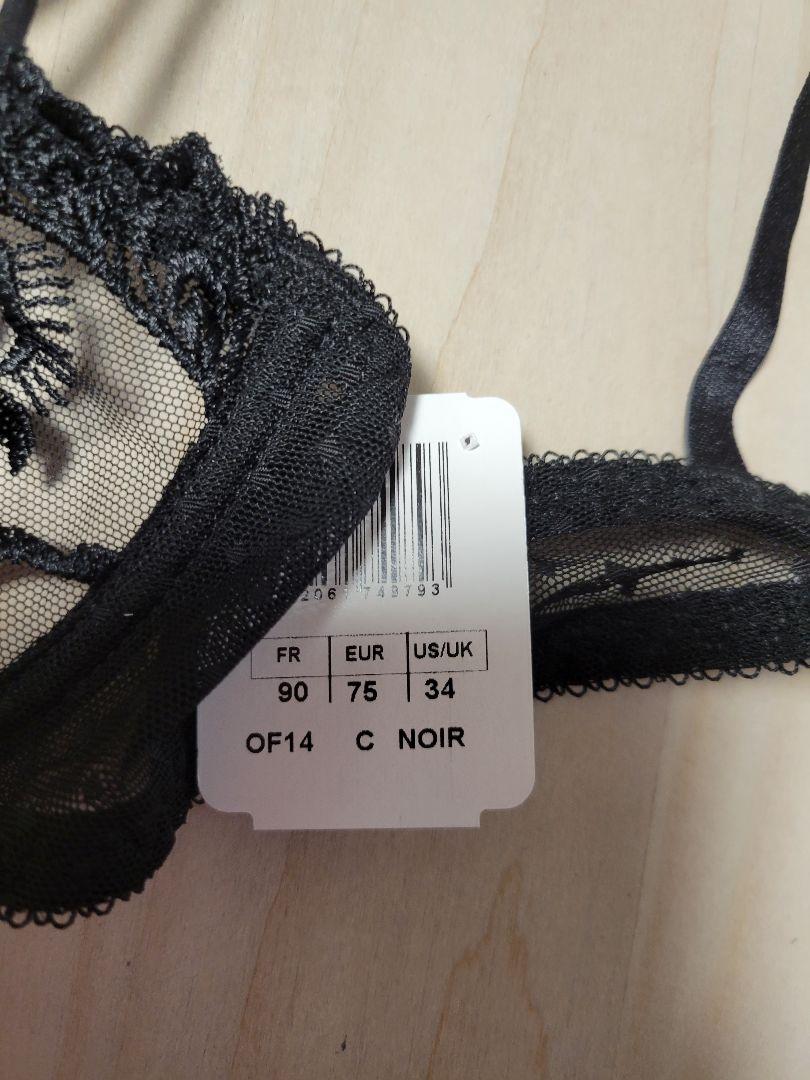 FR EUR US/UK
90 75 34
OF14 C NOIR